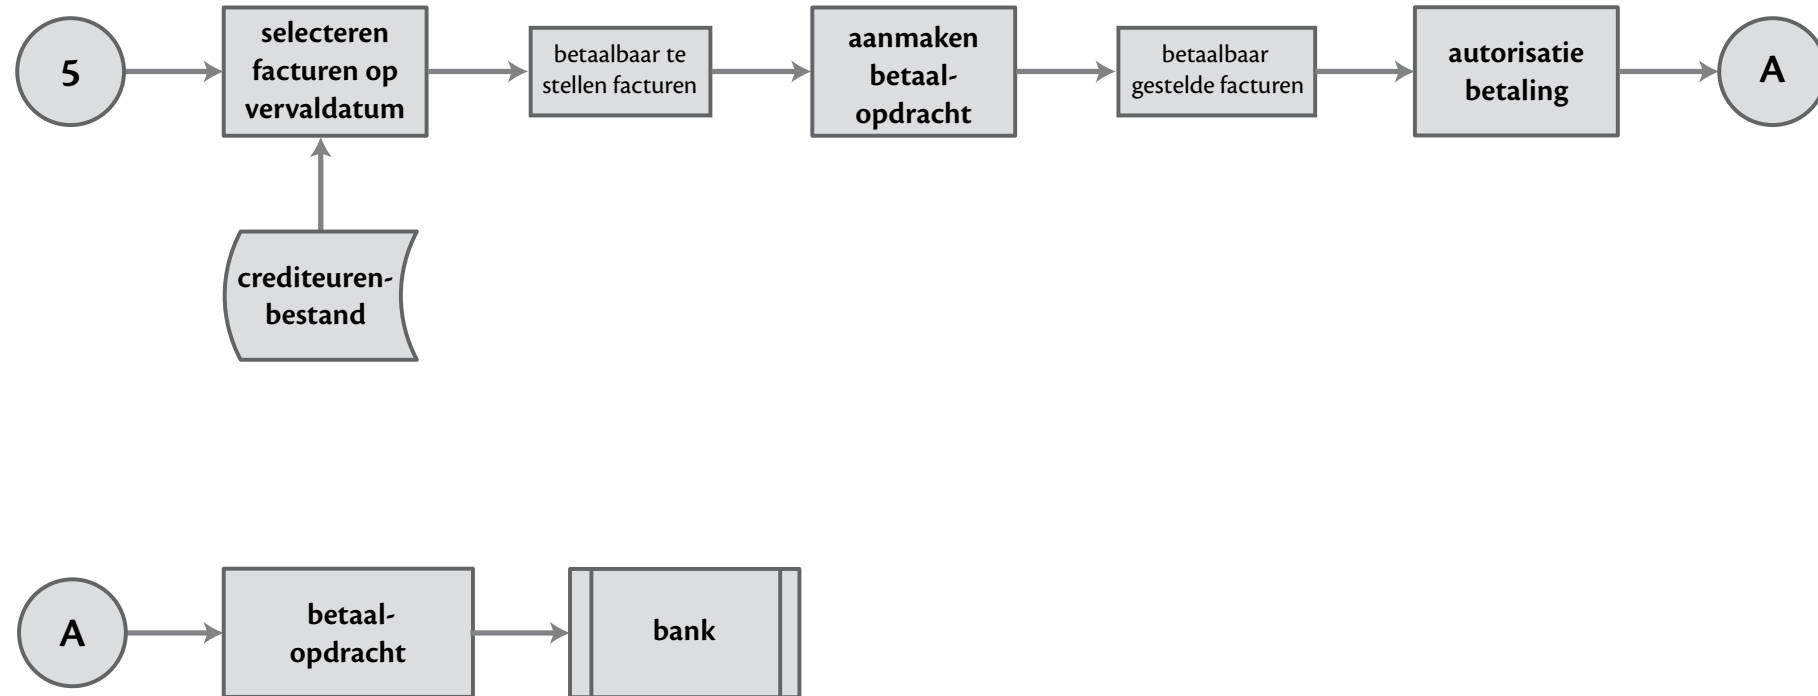 5
selecteren
facturen op
vervaldatum
betaalbaar te
stellen facturen
aanmaken
betaal-
opdracht
betaalbaar
gestelde facturen
autorisatie
betaling
A
crediteuren-
bestand
A
betaal-
opdracht
bank